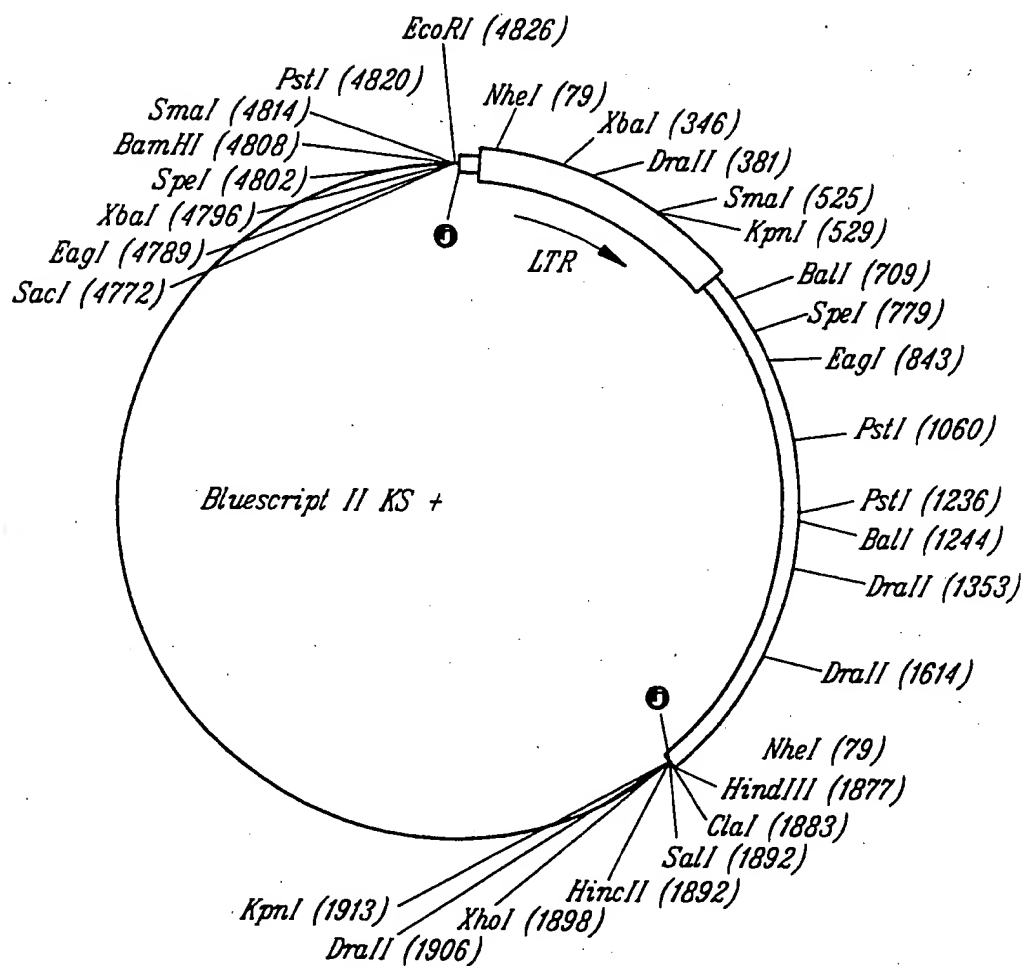 EcoRI (4826)
PstI (4820)
SmaI (4814)
BamHI (4808)
SpeI (4802)
XbaI (4796)
EagI (4789)
SacI (4772)
NheI (79)
XbaI (346)
DraII (381)
SmaI (525)
KpnI (529)
LTR
BalI (709)
SpeI (779)
EagI (843)
PstI (1060)
PstI (1236)
BalI (1244)
DraII (1353)
DraII (1614)
Bluescript II KS +
j
j
NheI (79)
HindIII (1877)
ClaI (1883)
SalI (1892)
HincII (1892)
XhoI (1898)
DraII (1906)
KpnI (1913)